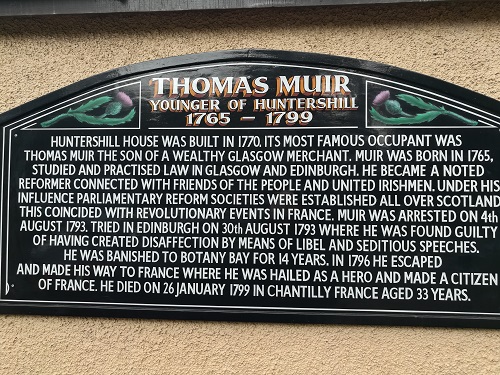 THOMAS MUIR
YOUNGER OF HUNTERSHILL
1765 – 1799
HUNTERSHILL HOUSE WAS BUILT IN 1770. ITS MOST FAMOUS OCCUPANT WAS
THOMAS MUIR THE SON OF A WEALTHY GLASGOW MERCHANT. MUIR WAS BORN IN 1765,
STUDIED AND PRACTISED LAW IN GLASGOW AND EDINBURGH. HE BECAME A NOTED
REFORMER CONNECTED WITH FRIENDS OF THE PEOPLE AND UNITED IRISHMEN. UNDER HIS
INFLUENCE PARLIAMENTARY REFORM SOCIETIES WERE ESTABLISHED ALL OVER SCOTLAND
THIS COINCIDED WITH REVOLUTIONARY EVENTS IN FRANCE. MUIR WAS ARRESTED ON 4th
AUGUST 1793. TRIED IN EDINBURGH ON 30th AUGUST 1793 WHERE HE WAS FOUND GUILTY
OF HAVING CREATED DISAFFECTION BY MEANS OF LIBEL AND SEDITIOUS SPEECHES.
HE WAS BANISHED TO BOTANY BAY FOR 14 YEARS. IN 1796 HE ESCAPED
AND MADE HIS WAY TO FRANCE WHERE HE WAS HAILED AS A HERO AND MADE A CITIZEN
OF FRANCE. HE DIED ON 26 JANUARY 1799 IN CHANTILLY FRANCE AGED 33 YEARS.